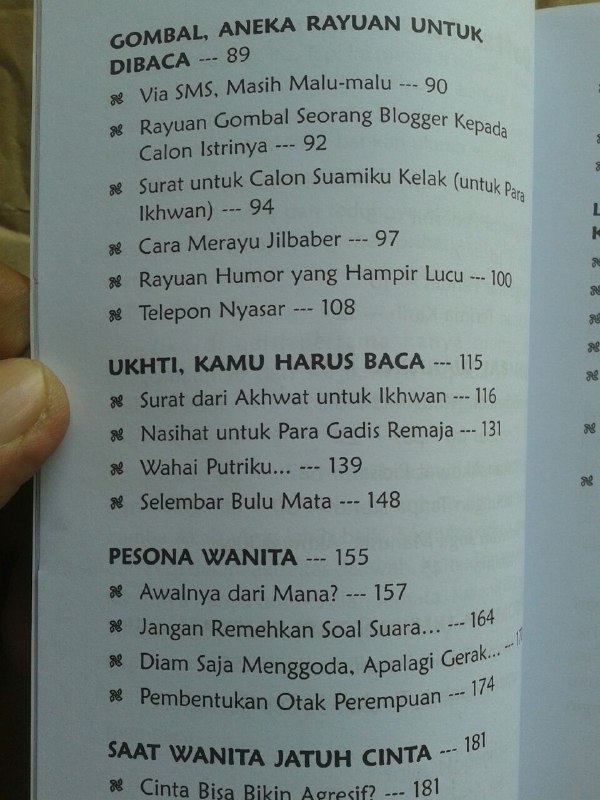 GOMBAL, ANEKA RAYUAN UNTUK
DIBACA --- 89
Via SMS, Masih Malu-malu --- 90
Rayuan Gombal Seorang Blogger Kepada
Calon Istrinya --- 92
Surat untuk Calon Suamiku Kelak (untuk Para
Ikhwan) --- 94
Cara Merayu Jilbaber --- 97
Rayuan Humor yang Hampir Lucu --- 100
Telepon Nyasar --- 108
UKHTI, KAMU HARUS BACA --- 115
Surat dari Akhwat untuk Ikhwan --- 116
Nasihat untuk Para Gadis Remaja --- 131
Wahai Putriku... --- 139
Selembar Bulu Mata --- 148
PESONA WANITA --- 155
Awalnya dari Mana? --- 157
Jangan Remehkan Soal Suara... --- 164
Diam Saja Menggoda, Apalagi Gerak... ---
Pembentukan Otak Perempuan --- 174
SAAT WANITA JATUH CINTA --- 181
Cinta Bisa Bikin Agresif? --- 181